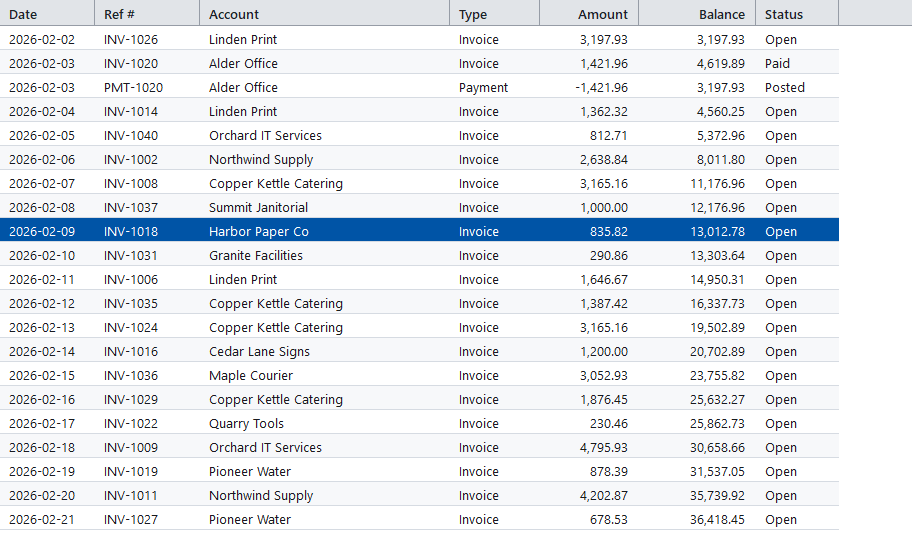 Date Ref # Account Type Amount Balance Status
2026-02-02 INV-1026 Linden Print Invoice 3,197.93 3,197.93 Open
2026-02-03 INV-1020 Alder Office Invoice 1,421.96 4,619.89 Paid
2026-02-03 PMT-1020 Alder Office Payment -1,421.96 3,197.93 Posted
2026-02-04 INV-1014 Linden Print Invoice 1,362.32 4,560.25 Open
2026-02-05 INV-1040 Orchard IT Services Invoice 812.71 5,372.96 Open
2026-02-06 INV-1002 Northwind Supply Invoice 2,638.84 8,011.80 Open
2026-02-07 INV-1008 Copper Kettle Catering Invoice 3,165.16 11,176.96 Open
2026-02-08 INV-1037 Summit Janitorial Invoice 1,000.00 12,176.96 Open
2026-02-09 INV-1018 Harbor Paper Co Invoice 835.82 13,012.78 Open
2026-02-10 INV-1031 Granite Facilities Invoice 290.86 13,303.64 Open
2026-02-11 INV-1006 Linden Print Invoice 1,646.67 14,950.31 Open
2026-02-12 INV-1035 Copper Kettle Catering Invoice 1,387.42 16,337.73 Open
2026-02-13 INV-1024 Copper Kettle Catering Invoice 3,165.16 19,502.89 Open
2026-02-14 INV-1016 Cedar Lane Signs Invoice 1,200.00 20,702.89 Open
2026-02-15 INV-1036 Maple Courier Invoice 3,052.93 23,755.82 Open
2026-02-16 INV-1029 Copper Kettle Catering Invoice 1,876.45 25,632.27 Open
2026-02-17 INV-1022 Quarry Tools Invoice 230.46 25,862.73 Open
2026-02-18 INV-1009 Orchard IT Services Invoice 4,795.93 30,658.66 Open
2026-02-19 INV-1019 Pioneer Water Invoice 878.39 31,537.05 Open
2026-02-20 INV-1011 Northwind Supply Invoice 4,202.87 35,739.92 Open
2026-02-21 INV-1027 Pioneer Water Invoice 678.53 36,418.45 Open